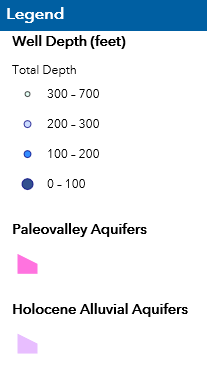 Legend
Well Depth (feet)
Total Depth
300 – 700
200 – 300
100 – 200
0 – 100
Paleovalley Aquifers
Holocene Alluvial Aquifers